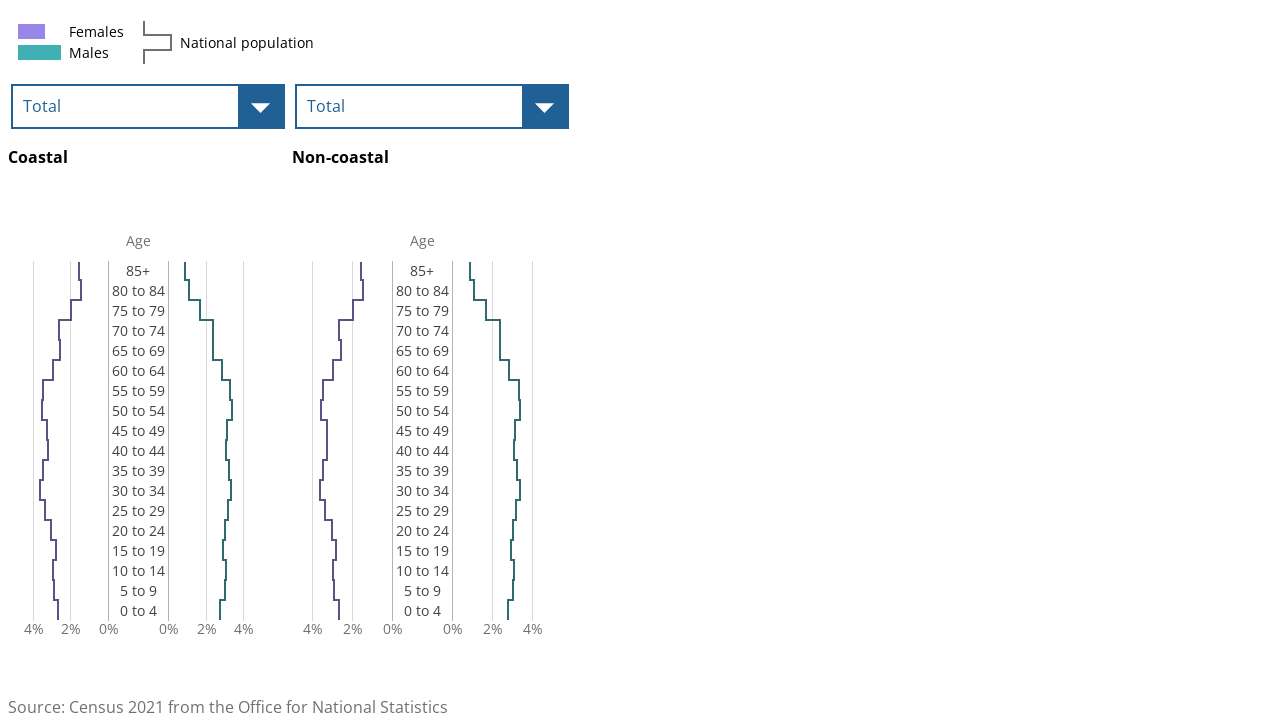 Females
Males
National population
Total
Total
Coastal
Non-coastal
Age
Age
85+ 85+
80 to 84 80 to 84
75 to 79 75 to 79
70 to 74 70 to 74
65 to 69 65 to 69
60 to 64 60 to 64
55 to 59 55 to 59
50 to 54 50 to 54
45 to 49 45 to 49
40 to 44 40 to 44
35 to 39 35 to 39
30 to 34 30 to 34
25 to 29 25 to 29
20 to 24 20 to 24
15 to 19 15 to 19
10 to 14 10 to 14
5 to 9 5 to 9
0 to 4 0 to 4
4% 2% 0% 0% 2% 4% 4% 2% 0% 0% 2% 4%
Source: Census 2021 from the Office for National Statistics